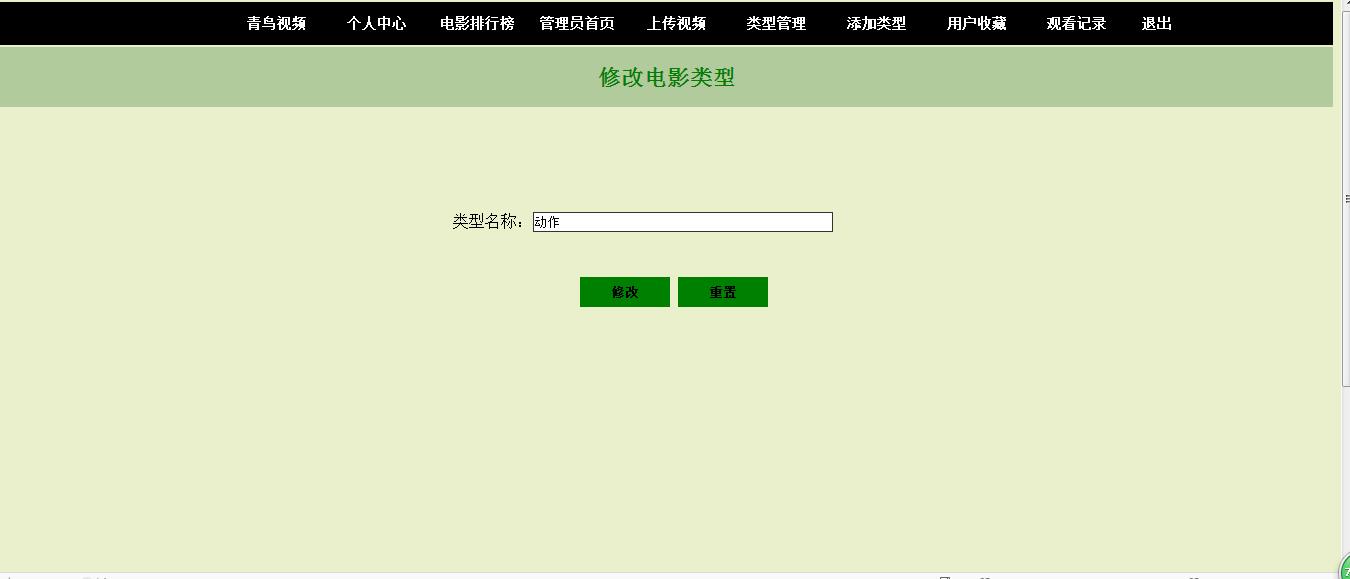 青鸟视频 个人中心 电影排行榜 管理员首页 上传视频 类型管理 添加类型 用户收藏 观看记录 退出
修改电影类型
类型名称：动作
修改 重置